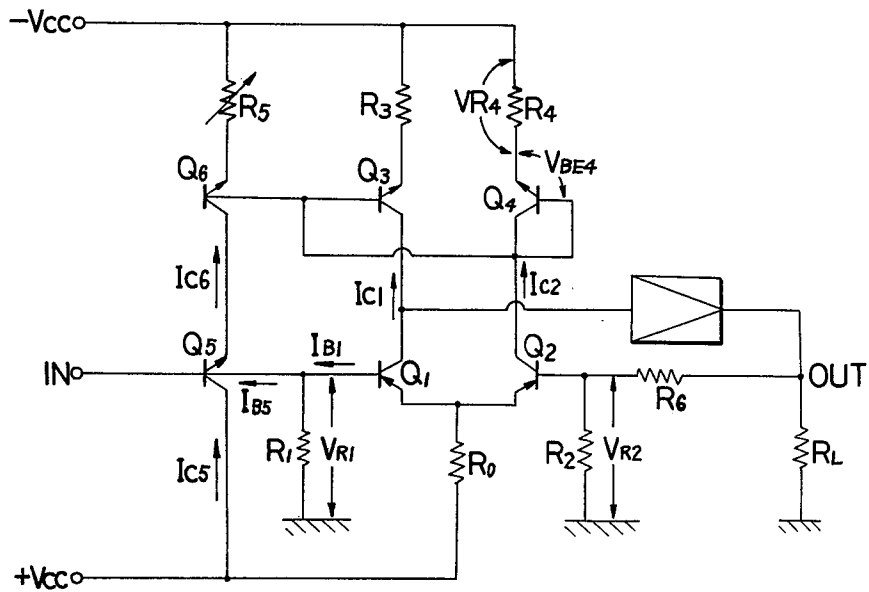 −VCC
R5
R3
VR4
R4
VBE4
Q6
Q3
Q4
IC6
IC1
IC2
Q5
IB1
Q1
Q2
IN
IB5
OUT
R6
R1
VR1
R0
R2
VR2
RL
IC5
+VCC